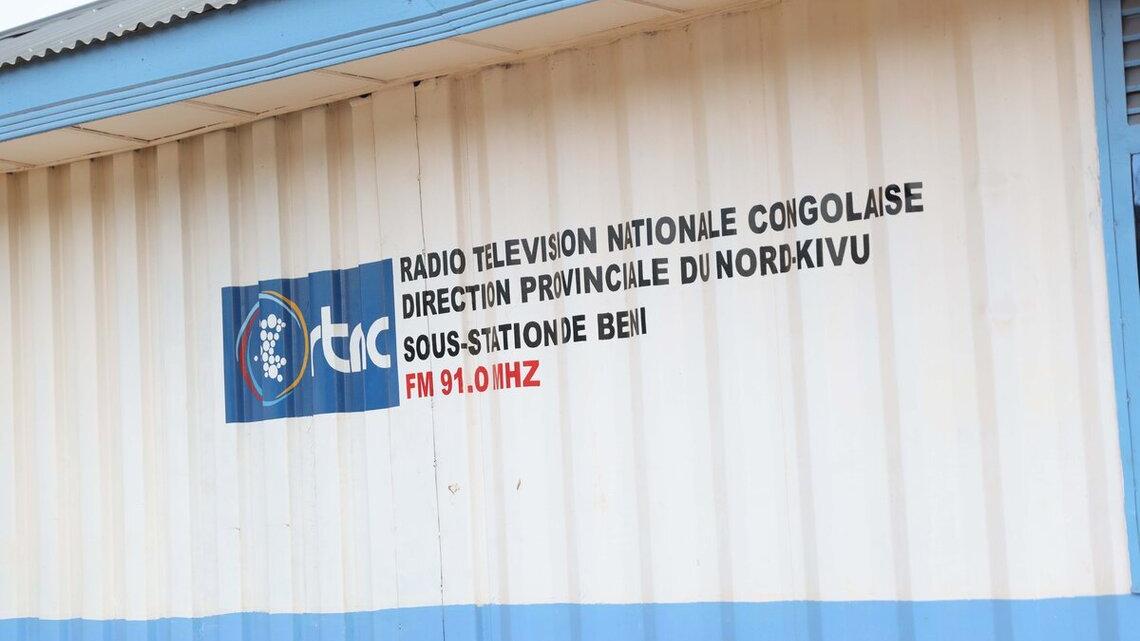 rtnc
RADIO TELEVISION NATIONALE CONGOLAISE
DIRECTION PROVINCIALE DU NORD-KIVU
SOUS-STATION DE BENI
FM 91.0 MHZ